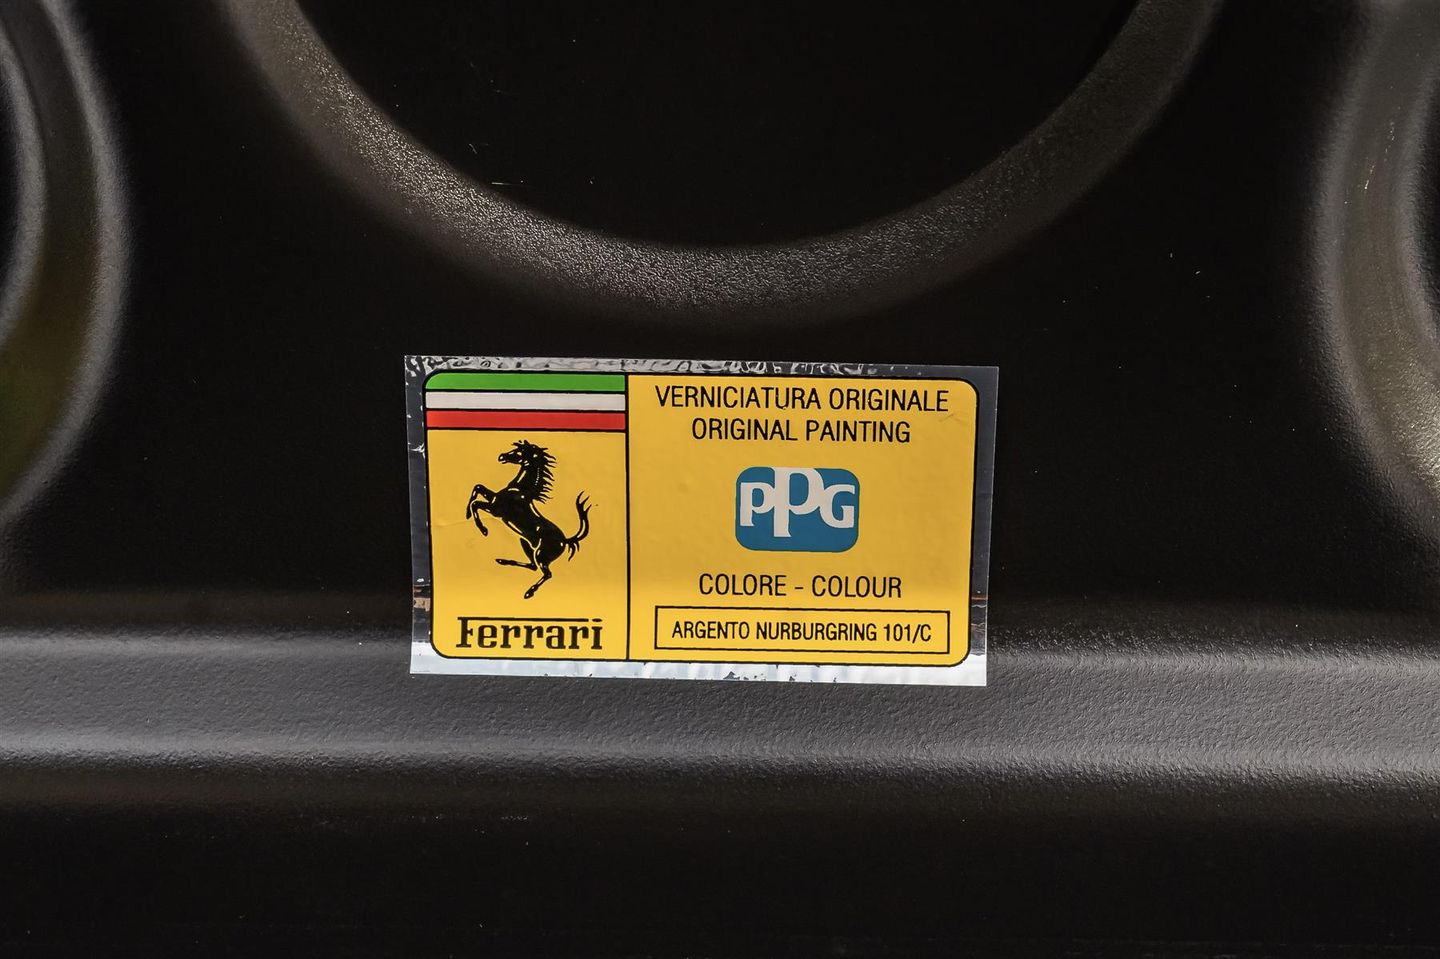 VERNICIATURA ORIGINALE
ORIGINAL PAINTING
PPG
COLORE - COLOUR
ARGENTO NURBURGRING 101/C
Ferrari